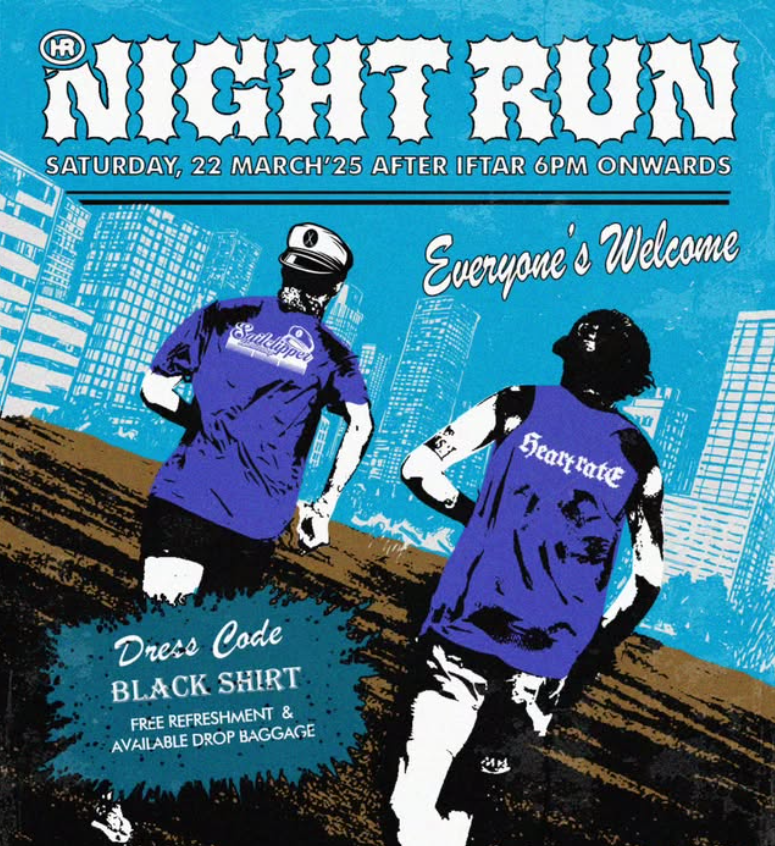 HR
NIGHT RUN
SATURDAY, 22 MARCH'25 AFTER IFTAR 6PM ONWARDS
Everyone's Welcome
Heartrate
Dress Code
BLACK SHIRT
FREE REFRESHMENT &
AVAILABLE DROP BAGGAGE